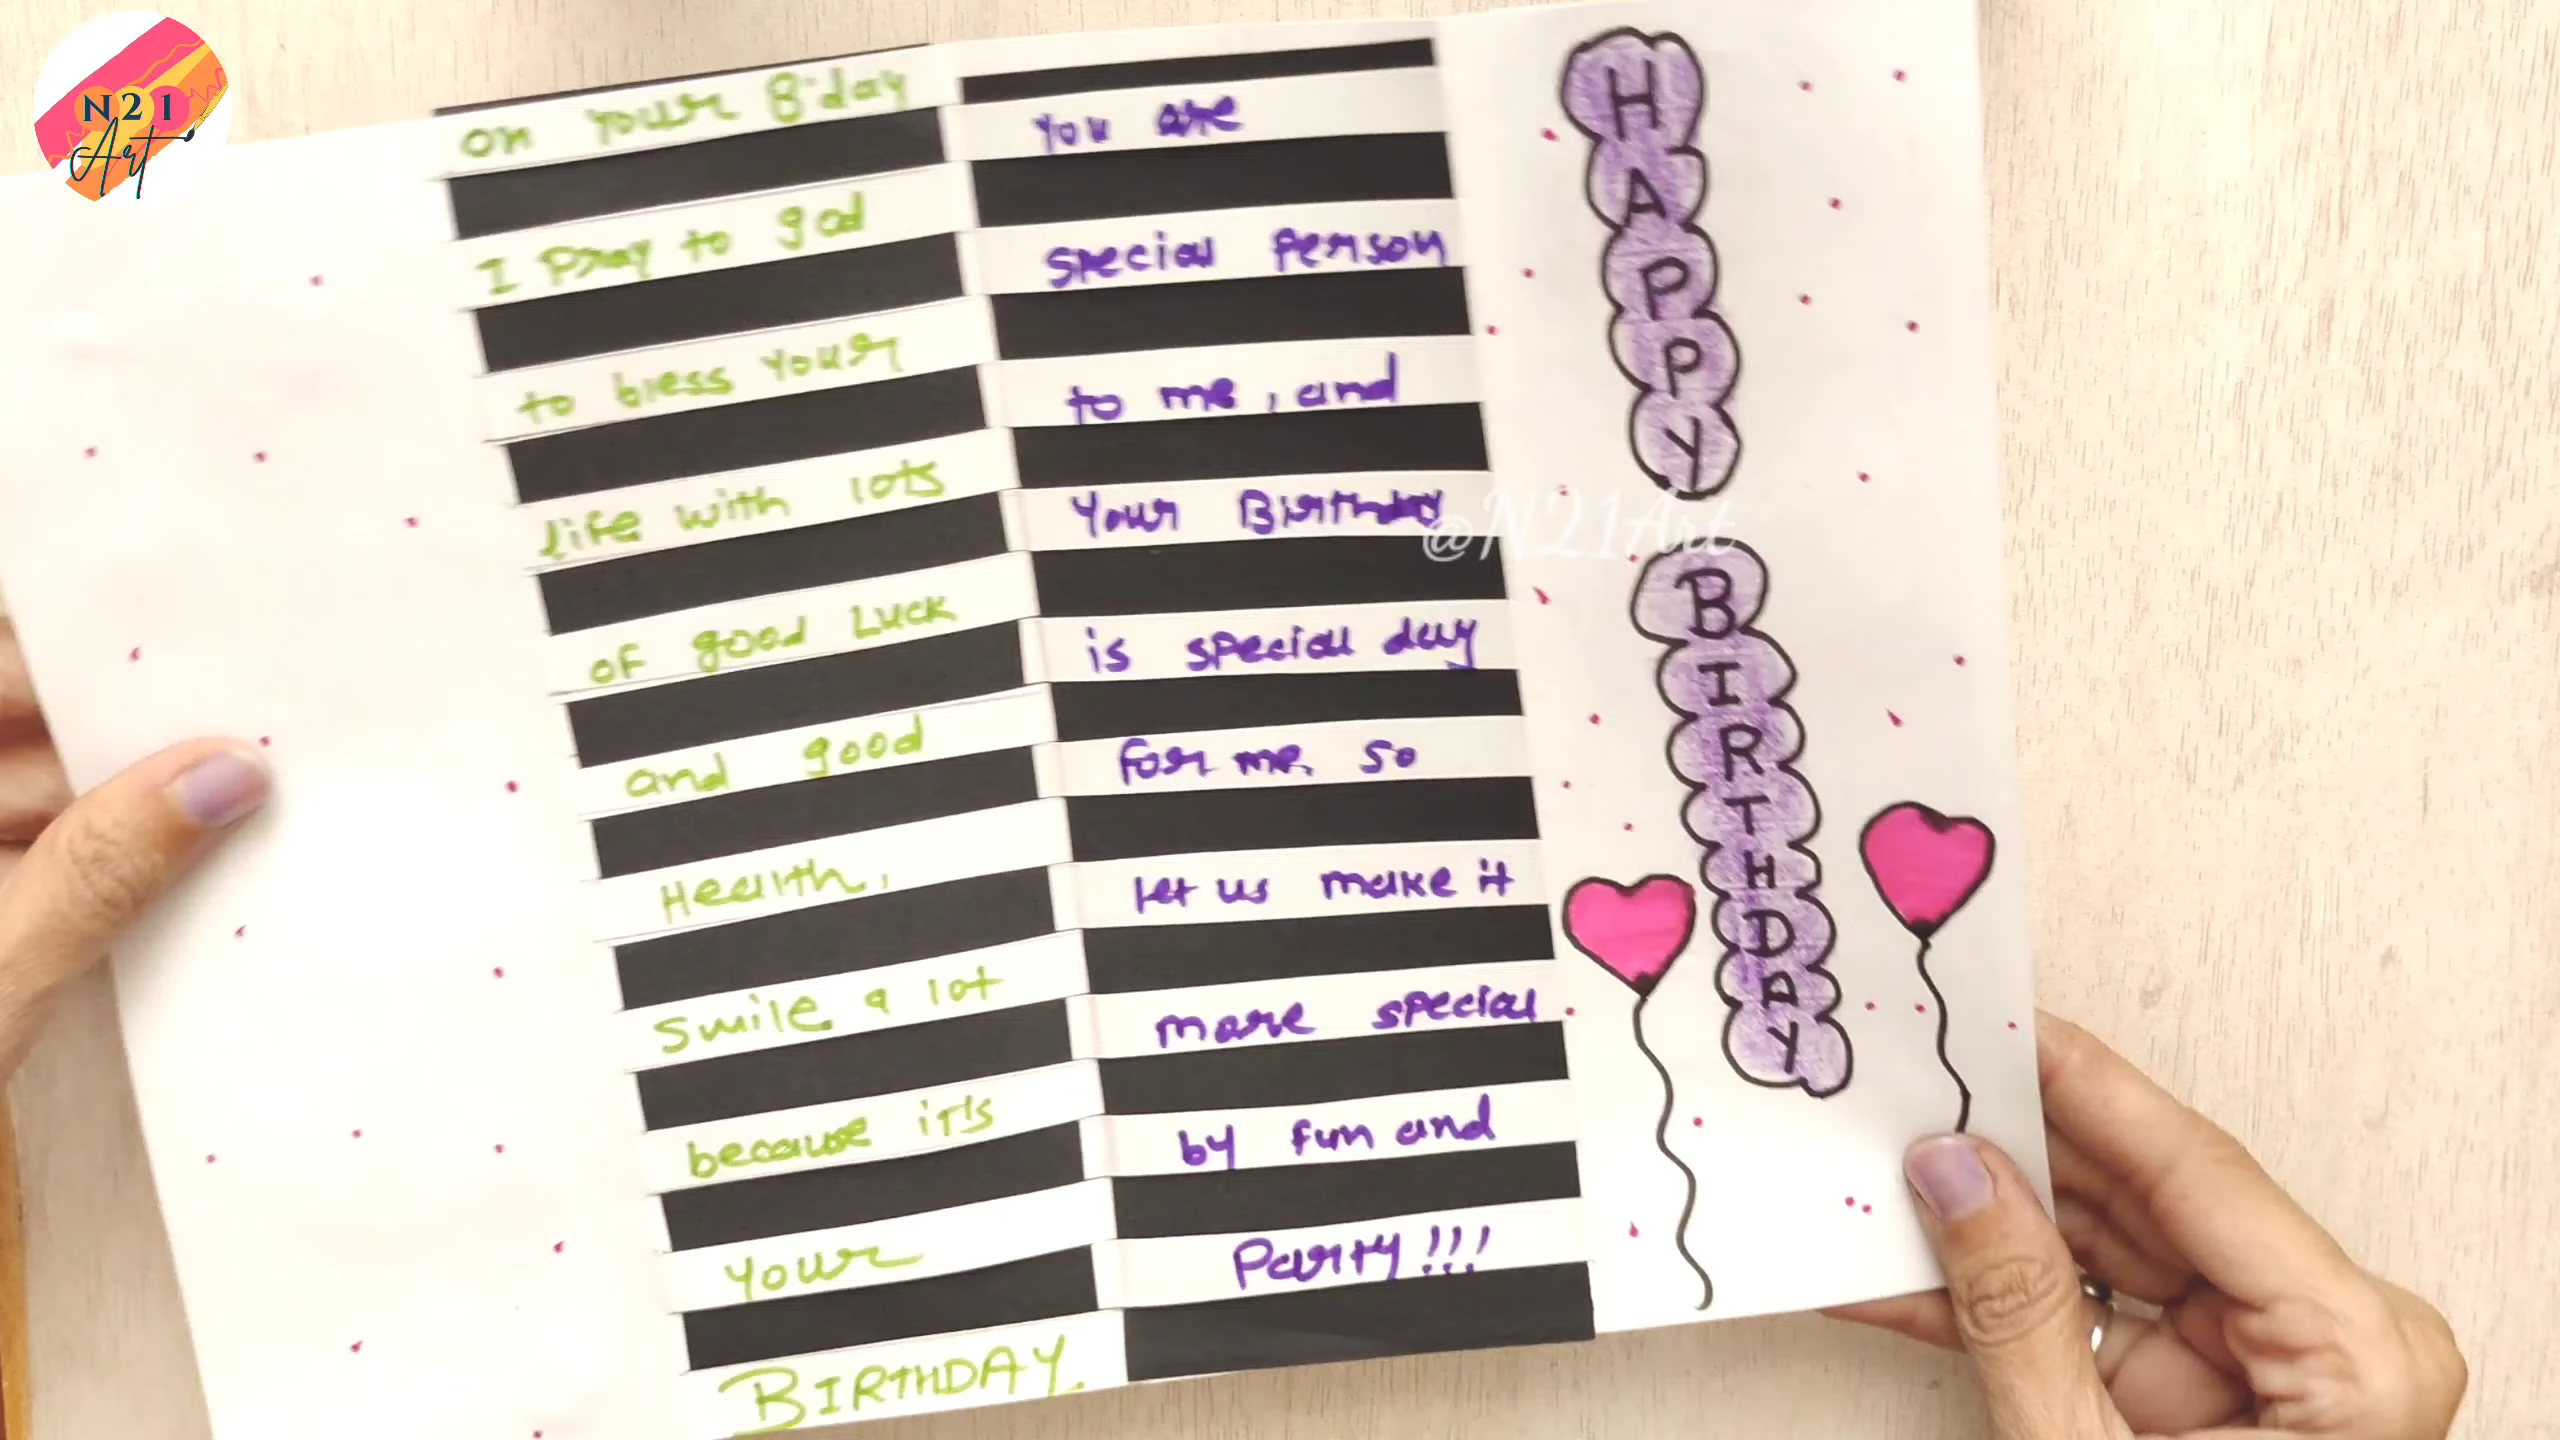 N21
Art
on your B'day
I pray to god
to bless your
life with lots
of good Luck
and good
Health,
smile a lot
because it's
your
BIRTHDAY.
You are
special person
to me, and
Your Birthday
is special day
for me so
let us make it
more special
by fun and
Party!!!
HAPPY
BIRTHDAY
@N21Art